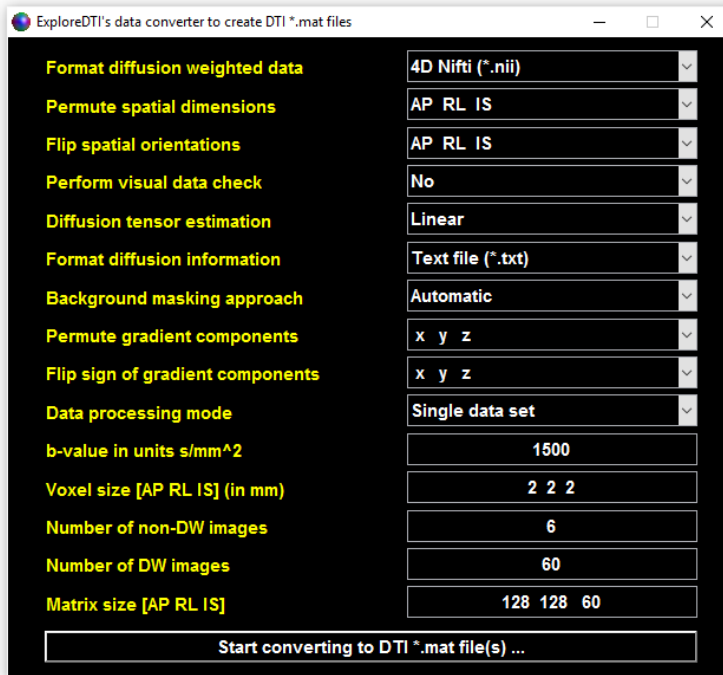 ExploreDTI's data converter to create DTI *.mat files
Format diffusion weighted data 4D Nifti (*.nii)
Permute spatial dimensions AP RL IS
Flip spatial orientations AP RL IS
Perform visual data check No
Diffusion tensor estimation Linear
Format diffusion information Text file (*.txt)
Background masking approach Automatic
Permute gradient components x y z
Flip sign of gradient components x y z
Data processing mode Single data set
b-value in units s/mm^2 1500
Voxel size [AP RL IS] (in mm) 2 2 2
Number of non-DW images 6
Number of DW images 60
Matrix size [AP RL IS] 128 128 60
Start converting to DTI *.mat file(s) ...